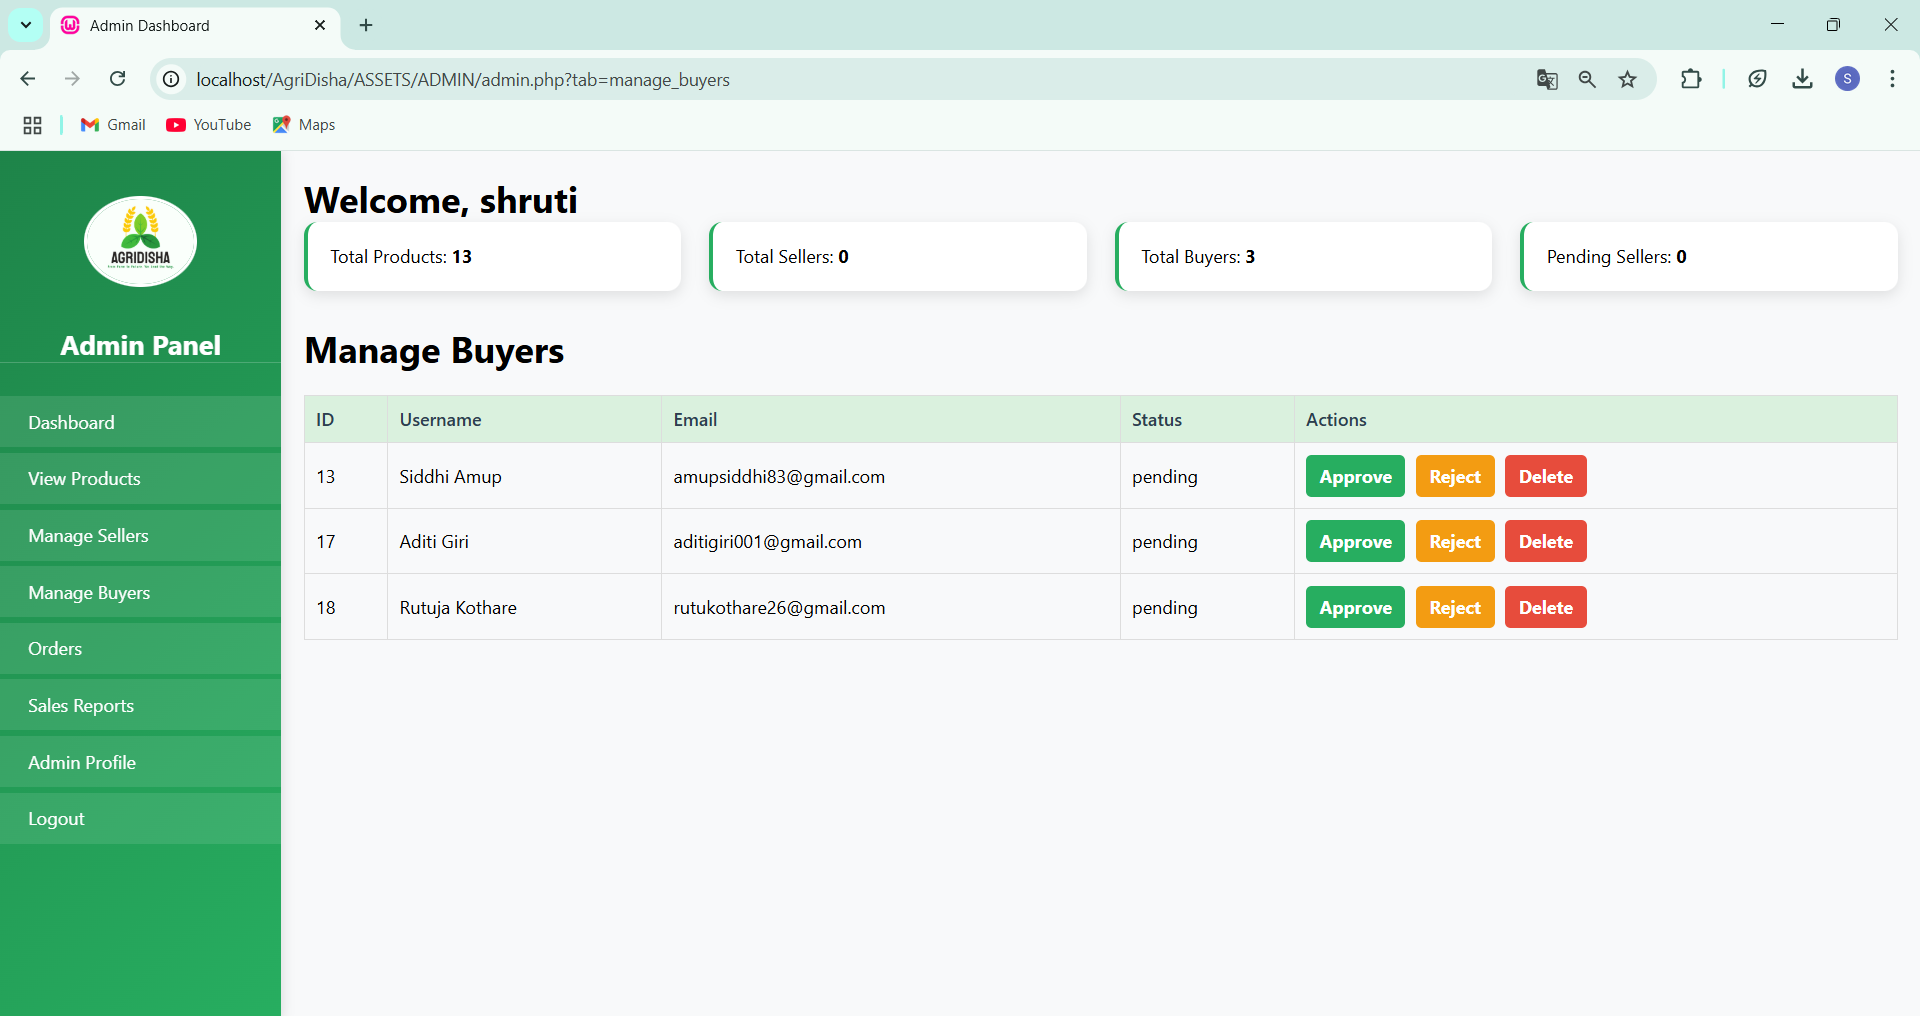 Admin Dashboard
localhost/AgriDisha/ASSETS/ADMIN/admin.php?tab=manage_buyers
S
Gmail YouTube Maps
AGRIDISHA
Admin Panel
Dashboard
View Products
Manage Sellers
Manage Buyers
Orders
Sales Reports
Admin Profile
Logout
Welcome, shruti
Total Products: 13 Total Sellers: 0 Total Buyers: 3 Pending Sellers: 0
Manage Buyers
ID Username Email Status Actions
13 Siddhi Amup amupsiddhi83@gmail.com pending Approve Reject Delete
17 Aditi Giri aditigiri001@gmail.com pending Approve Reject Delete
18 Rutuja Kothare rutukothare26@gmail.com pending Approve Reject Delete